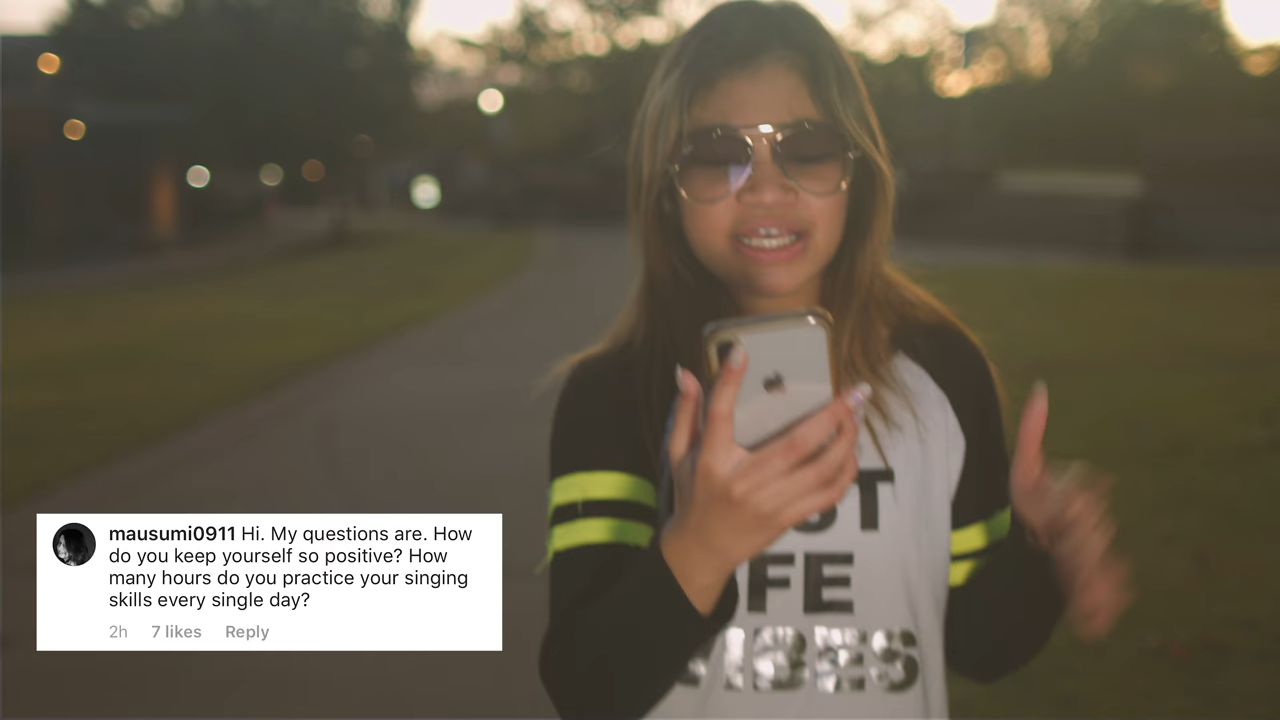 mausumi0911 Hi. My questions are. How
do you keep yourself so positive? How
many hours do you practice your singing
skills every single day?
2h 7 likes Reply